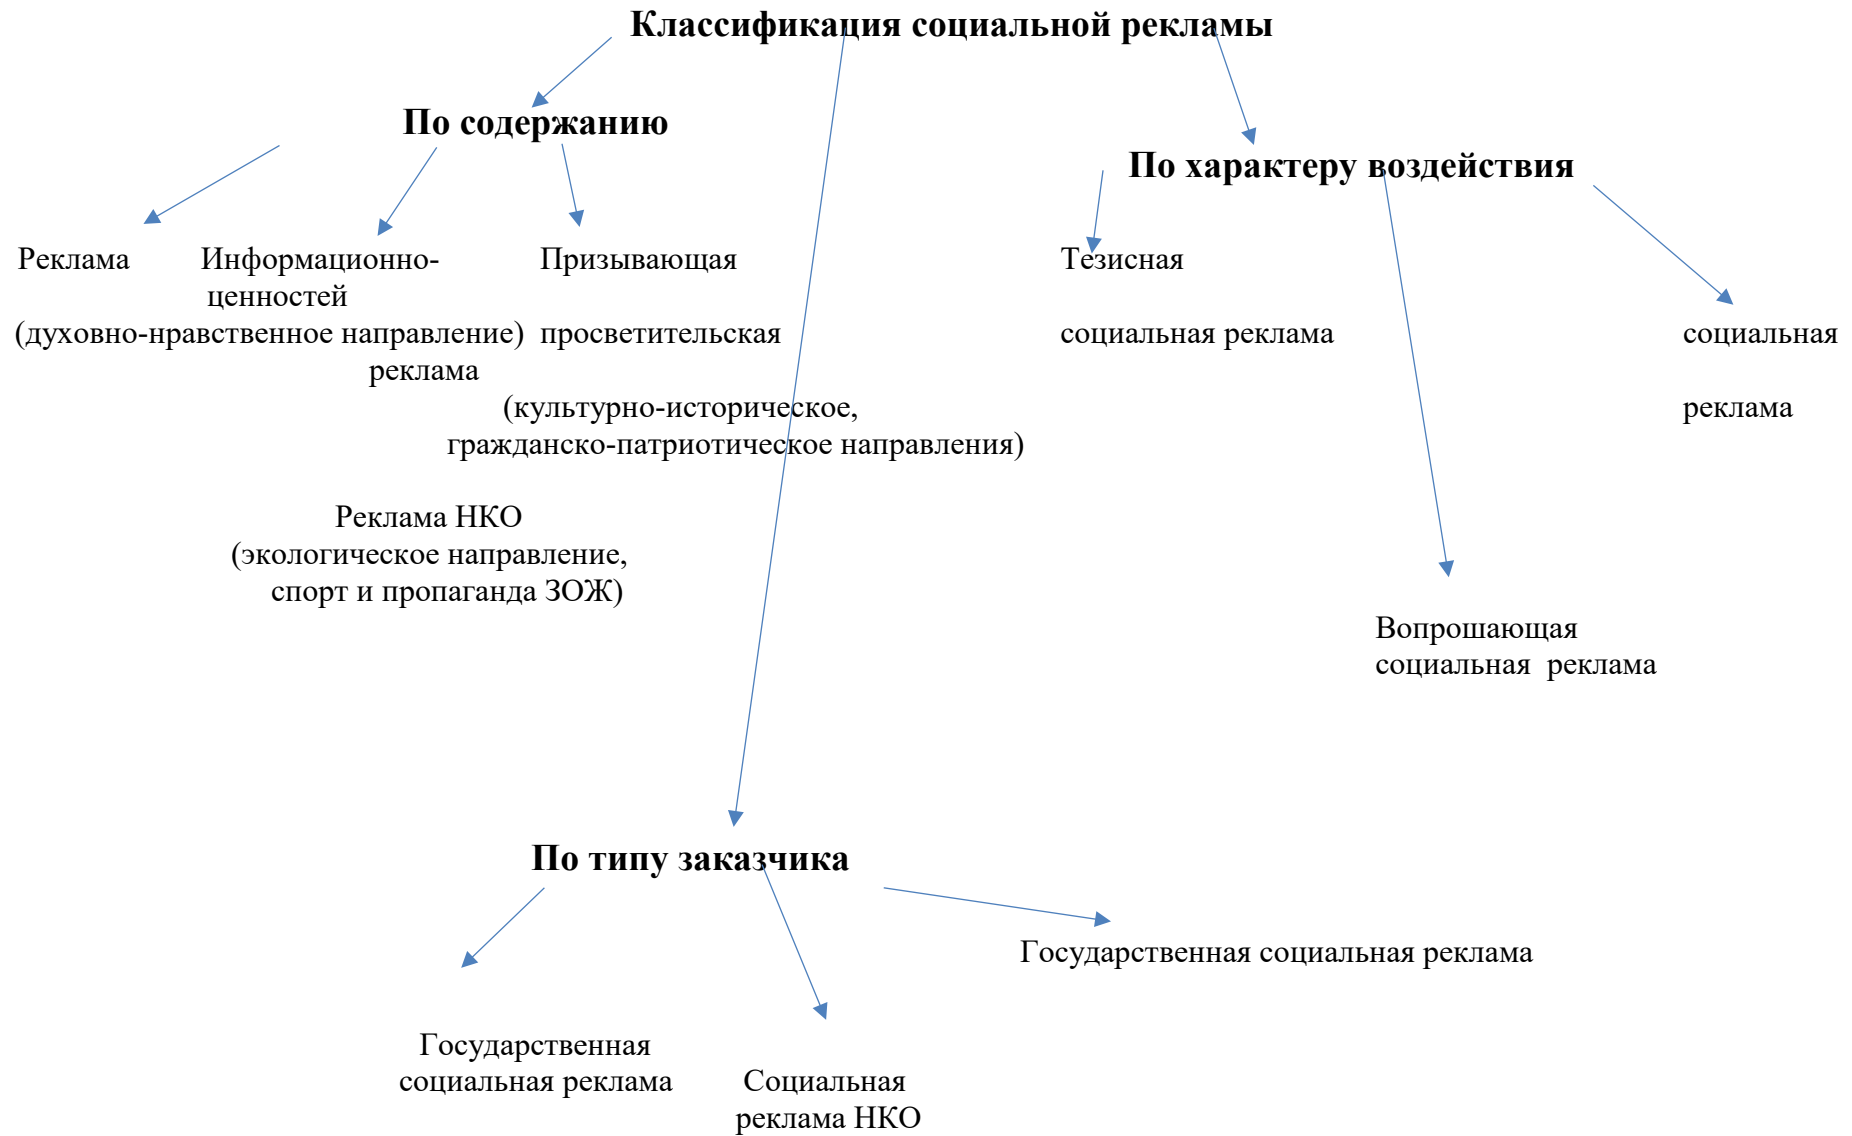 Классификация социальной рекламы
По содержанию
По характеру воздействия
Реклама Информационно- Призывающая Тезисная
ценностей
(духовно-нравственное направление) просветительская социальная реклама социальная
реклама
(культурно-историческое, реклама
гражданско-патриотическое направления)
Реклама НКО
(экологическое направление,
спорт и пропаганда ЗОЖ)
Вопрошающая
социальная реклама
По типу заказчика
Государственная социальная реклама
Государственная
социальная реклама Социальная
реклама НКО